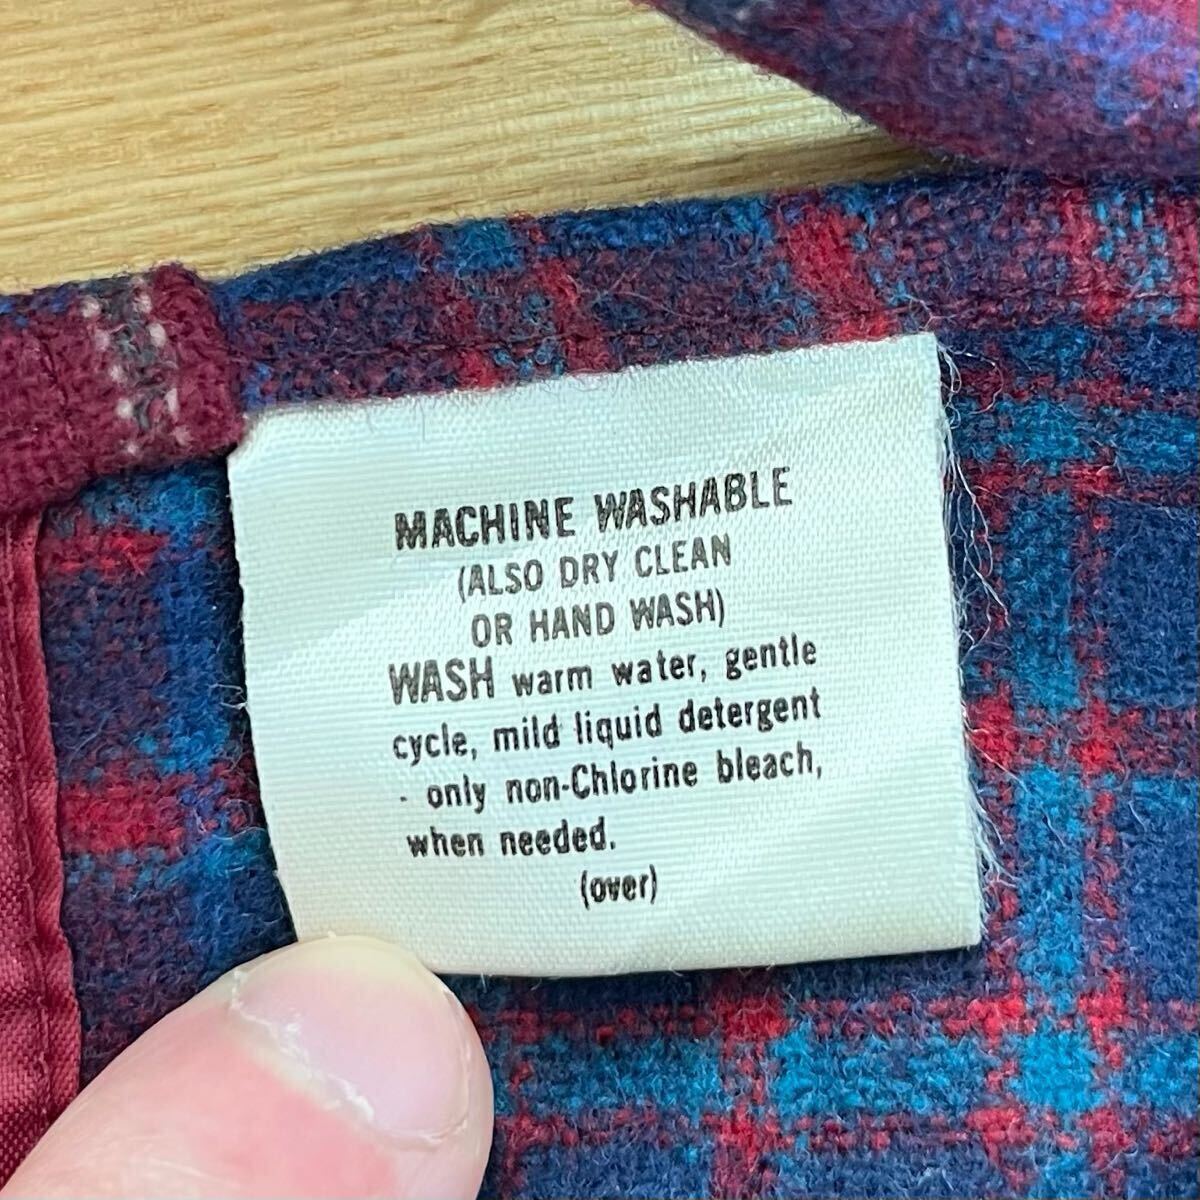 MACHINE WASHABLE
(ALSO DRY CLEAN
OR HAND WASH)
WASH warm water, gentle
cycle, mild liquid detergent
- only non-Chlorine bleach,
when needed.
(over)